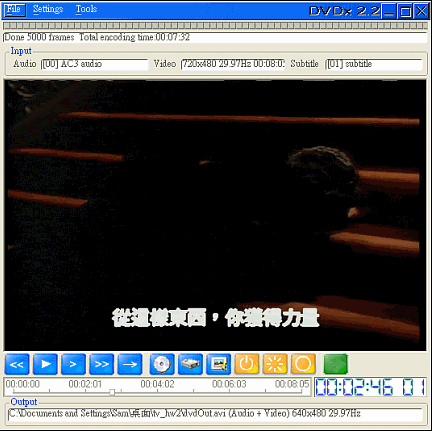 File Settings Tools DVDx 2.2
Done 5000 frames Total encoding time:00:07:32
Input
Audio [00] AC3 audio Video 720x480 29.97Hz 00:08:0 Subtitle [01] subtitle
從這樣東西，你獲得力量
00:00:00 00:02:01 00:04:02 00:06:03 00:08:05 00:02:46 01
Output
C:\Documents and Settings\Sam\桌面\tv_hw2\dvdOut.avi (Audio + Video) 640x480 29.97Hz